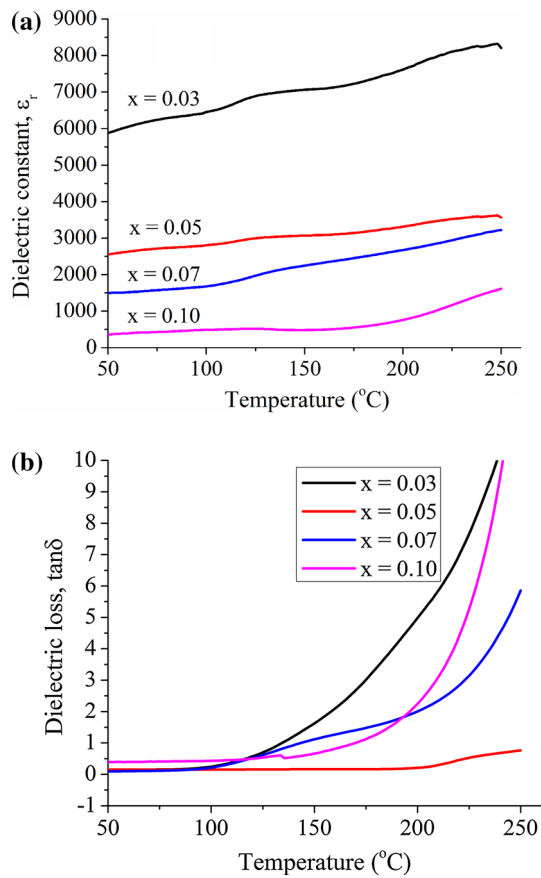 (a)
9000
8000
7000
6000
5000
4000
3000
2000
1000
0
Dielectric constant, εr
x = 0.03
x = 0.05
x = 0.07
x = 0.10
50 100 150 200 250
Temperature (°C)
(b)
10
9
8
7
6
5
4
3
2
1
0
-1
Dielectric loss, tanδ
x = 0.03
x = 0.05
x = 0.07
x = 0.10
50 100 150 200 250
Temperature (°C)